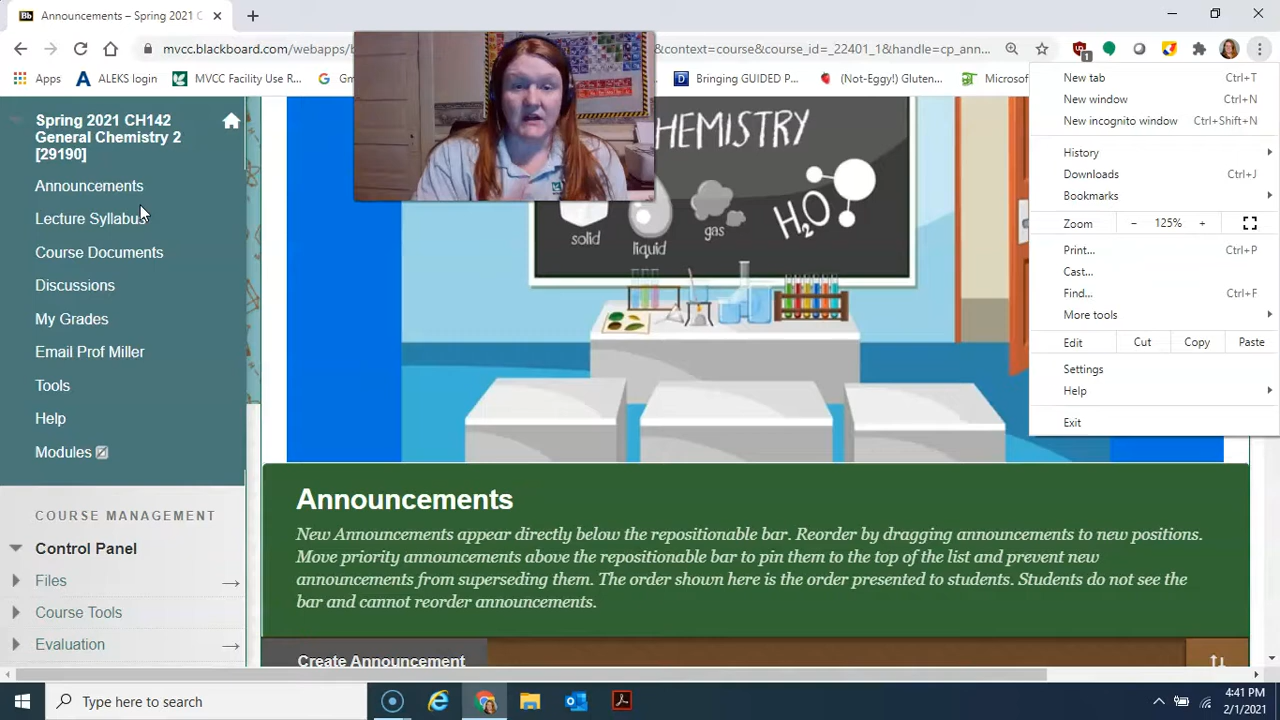 Announcements – Spring 2021 C
mvcc.blackboard.com/webapps/b
&context=course&course_id=_22401_1&handle=cp_ann...
1
Apps
ALEKS login
MVCC Facility Use R...
Bringing GUIDED P...
(Not-Eggy!) Gluten...
Microsof
New tab Ctrl+T
New window Ctrl+N
New incognito window Ctrl+Shift+N
History
Downloads Ctrl+J
Bookmarks
Zoom – 125% +
Print... Ctrl+P
Cast...
Find... Ctrl+F
More tools
Edit Cut Copy Paste
Settings
Help
Exit
Spring 2021 CH142
General Chemistry 2
[29190]
Announcements
Lecture Syllabus
Course Documents
Discussions
My Grades
Email Prof Miller
Tools
Help
Modules
COURSE MANAGEMENT
Control Panel
Files
Course Tools
Evaluation
HEMISTRY
solid
liquid
gas
H2O
Announcements
New Announcements appear directly below the repositionable bar. Reorder by dragging announcements to new positions.
Move priority announcements above the repositionable bar to pin them to the top of the list and prevent new
announcements from superseding them. The order shown here is the order presented to students. Students do not see the
bar and cannot reorder announcements.
Create Announcement
Type here to search
4:41 PM
2/1/2021